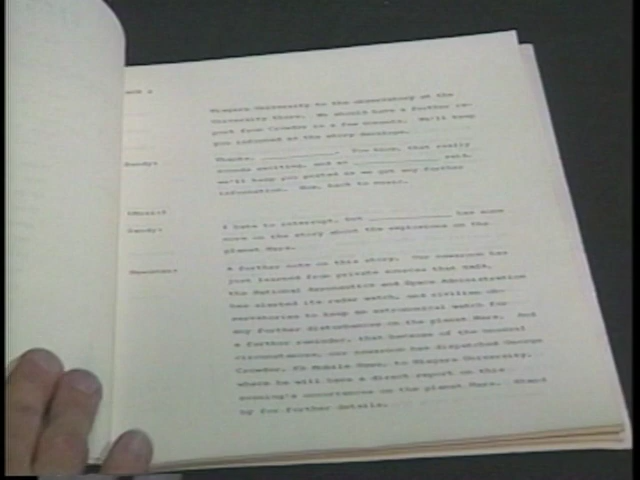 Niagara University to the observatory at the
University there. We should have a further re-
port from Crowder in a few moments. We'll keep
you informed as the story develops.
Sandy: Thanks, ____________. You know, that really
sounds exciting, and as ____________ said,
we'll keep you posted as we get any further
information. Now, back to music.
(Music)
Sandy: I hate to interrupt, but ____________ has some
more on the story about the explosions on the
planet Mars.
Newsman: A further note on this story. Our newsroom has
just learned from private sources that NASA,
the National Aeronautics and Space Administration
has started its radar watch, and civilian ob-
servatories to keep an astronomical watch for
any further disturbances on the planet Mars. And
a further reminder, that because of the unusual
circumstances, our newsroom has dispatched George
Crowder, KB Mobile News, to Niagara University,
where he will have a direct report on this
evening's occurrence on the planet Mars. Stand
by for further details.